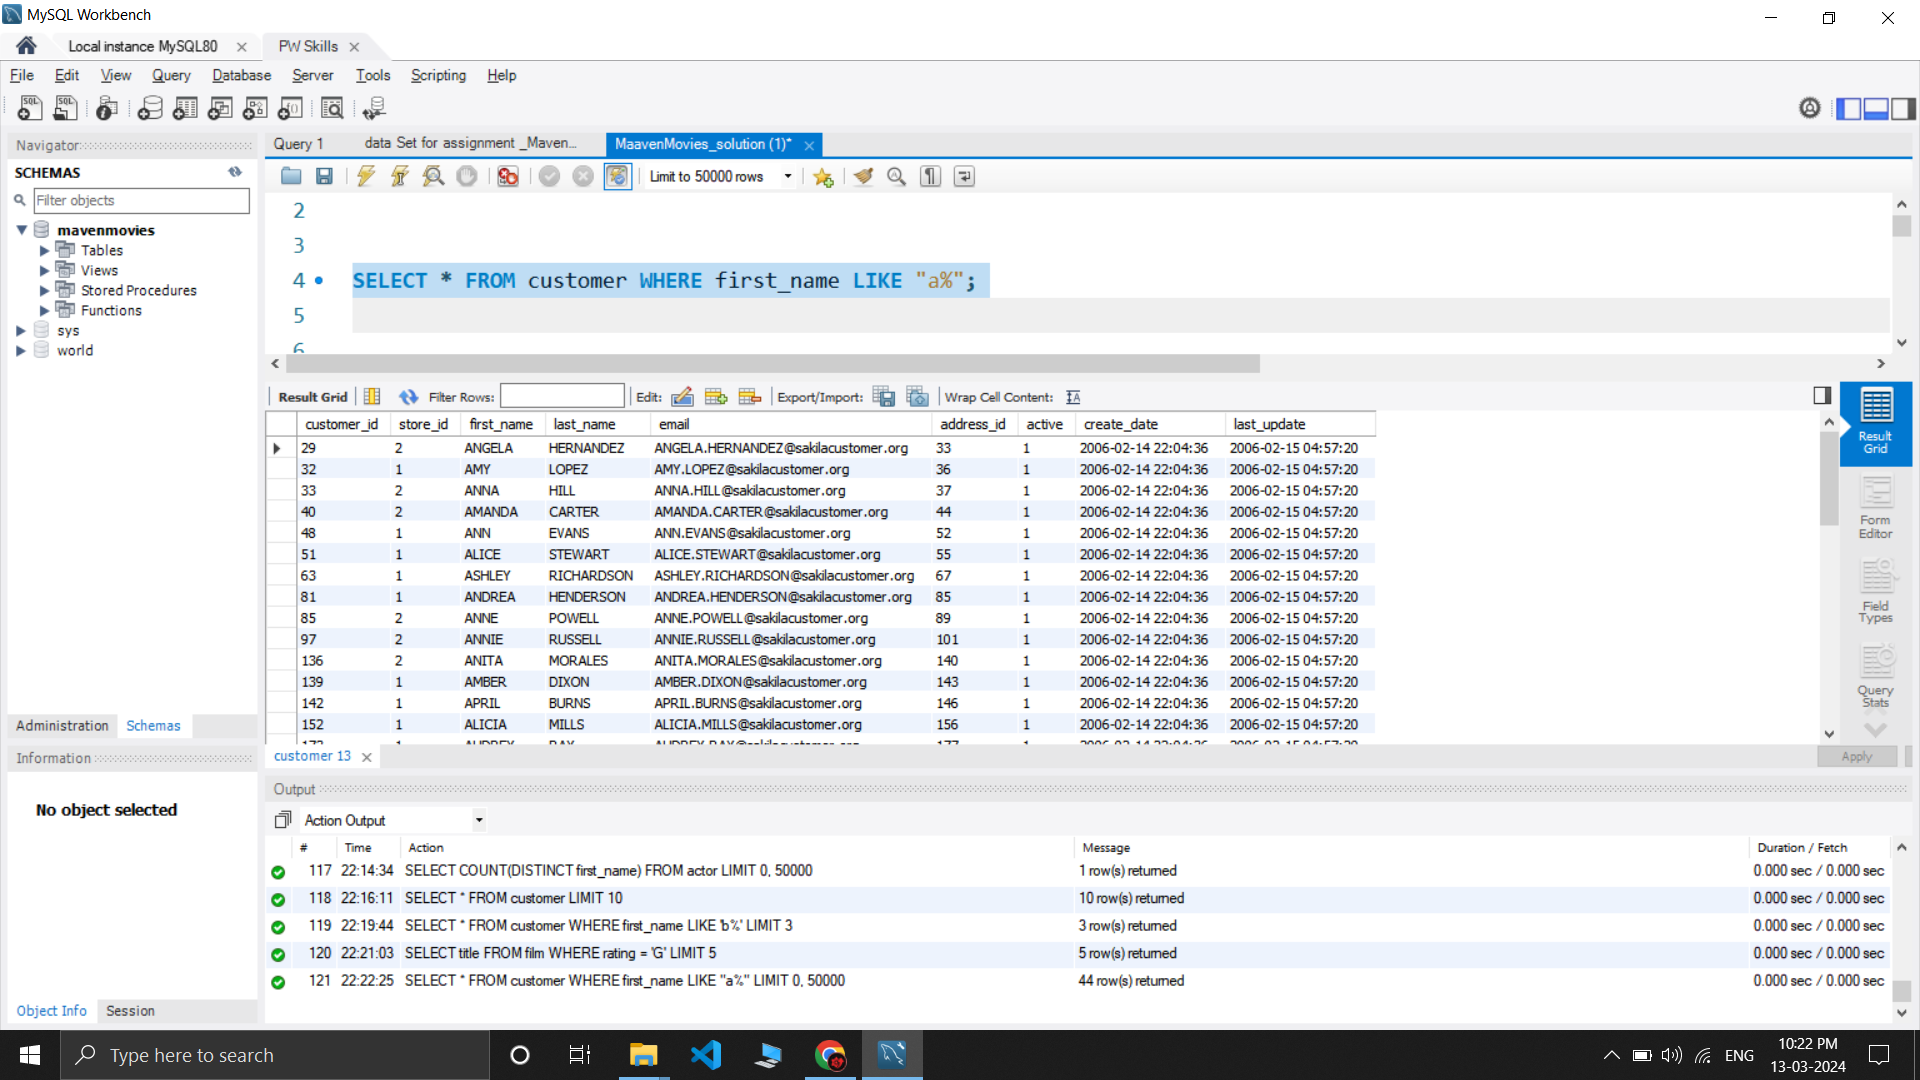 MySQL Workbench
Local instance MySQL80
PW Skills
File Edit View Query Database Server Tools Scripting Help
Navigator
SCHEMAS
Filter objects
mavenmovies
Tables
Views
Stored Procedures
Functions
sys
world
Administration Schemas
Information
No object selected
Object Info Session
Query 1 data Set for assignment _Maven... MaavenMovies_solution (1)*
Limit to 50000 rows
2
3
4 SELECT * FROM customer WHERE first_name LIKE "a%";
5
6
Result Grid Filter Rows: Edit: Export/Import: Wrap Cell Content:
customer_id store_id first_name last_name email address_id active create_date last_update
29 2 ANGELA HERNANDEZ ANGELA.HERNANDEZ@sakilacustomer.org 33 1 2006-02-14 22:04:36 2006-02-15 04:57:20
32 1 AMY LOPEZ AMY.LOPEZ@sakilacustomer.org 36 1 2006-02-14 22:04:36 2006-02-15 04:57:20
33 2 ANNA HILL ANNA.HILL@sakilacustomer.org 37 1 2006-02-14 22:04:36 2006-02-15 04:57:20
40 2 AMANDA CARTER AMANDA.CARTER@sakilacustomer.org 44 1 2006-02-14 22:04:36 2006-02-15 04:57:20
48 1 ANN EVANS ANN.EVANS@sakilacustomer.org 52 1 2006-02-14 22:04:36 2006-02-15 04:57:20
51 1 ALICE STEWART ALICE.STEWART@sakilacustomer.org 55 1 2006-02-14 22:04:36 2006-02-15 04:57:20
63 1 ASHLEY RICHARDSON ASHLEY.RICHARDSON@sakilacustomer.org 67 1 2006-02-14 22:04:36 2006-02-15 04:57:20
81 1 ANDREA HENDERSON ANDREA.HENDERSON@sakilacustomer.org 85 1 2006-02-14 22:04:36 2006-02-15 04:57:20
85 2 ANNE POWELL ANNE.POWELL@sakilacustomer.org 89 1 2006-02-14 22:04:36 2006-02-15 04:57:20
97 2 ANNIE RUSSELL ANNIE.RUSSELL@sakilacustomer.org 101 1 2006-02-14 22:04:36 2006-02-15 04:57:20
136 2 ANITA MORALES ANITA.MORALES@sakilacustomer.org 140 1 2006-02-14 22:04:36 2006-02-15 04:57:20
139 1 AMBER DIXON AMBER.DIXON@sakilacustomer.org 143 1 2006-02-14 22:04:36 2006-02-15 04:57:20
142 1 APRIL BURNS APRIL.BURNS@sakilacustomer.org 146 1 2006-02-14 22:04:36 2006-02-15 04:57:20
152 1 ALICIA MILLS ALICIA.MILLS@sakilacustomer.org 156 1 2006-02-14 22:04:36 2006-02-15 04:57:20
Result Grid
Form Editor
Field Types
Query Stats
customer 13
Apply
Output
Action Output
# Time Action Message Duration / Fetch
117 22:14:34 SELECT COUNT(DISTINCT first_name) FROM actor LIMIT 0, 50000 1 row(s) returned 0.000 sec / 0.000 sec
118 22:16:11 SELECT * FROM customer LIMIT 10 10 row(s) returned 0.000 sec / 0.000 sec
119 22:19:44 SELECT * FROM customer WHERE first_name LIKE 'b%' LIMIT 3 3 row(s) returned 0.000 sec / 0.000 sec
120 22:21:03 SELECT title FROM film WHERE rating = 'G' LIMIT 5 5 row(s) returned 0.000 sec / 0.000 sec
121 22:22:25 SELECT * FROM customer WHERE first_name LIKE "a%" LIMIT 0, 50000 44 row(s) returned 0.000 sec / 0.000 sec
Type here to search
ENG
10:22 PM
13-03-2024